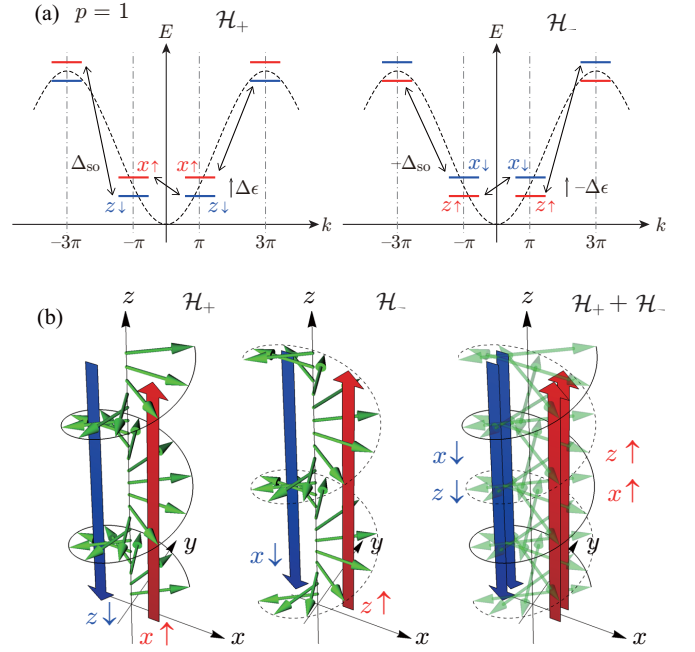 (a) p = 1
ℋ₊
ℋ₋
E
E
Δso
x↑ x↑
z↓ z↓
↑Δϵ
−Δso
x↓ x↓
z↑ z↑
↑−Δϵ
−3π −π π 3π k
−3π −π π 3π k
(b)
z ℋ₊
z ℋ₋
z ℋ₊ + ℋ₋
y
z↓
x↑
x
y
x↓
z↑
x
x↓
z↓
z↑
x↑
y
x